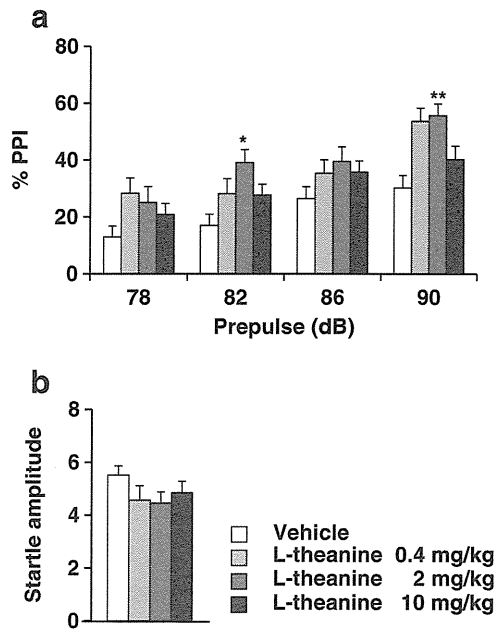 a
80
60
40
20
0
% PPI
*
**
78 82 86 90
Prepulse (dB)
b
8
6
4
2
0
Startle amplitude
Vehicle
L-theanine 0.4 mg/kg
L-theanine 2 mg/kg
L-theanine 10 mg/kg